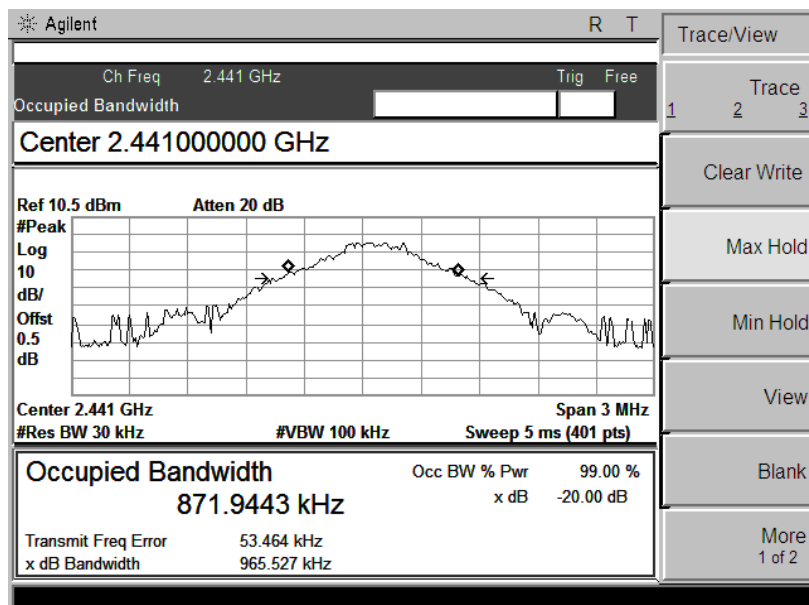 Agilent
R T
Trace/View
Ch Freq 2.441 GHz Trig Free
Occupied Bandwidth
Trace
1 2 3
Center 2.441000000 GHz
Clear Write
Ref 10.5 dBm Atten 20 dB
#Peak
Log
10
dB/
Offst
0.5
dB
Max Hold
Min Hold
View
Center 2.441 GHz Span 3 MHz
#Res BW 30 kHz #VBW 100 kHz Sweep 5 ms (401 pts)
Occupied Bandwidth
871.9443 kHz
Occ BW % Pwr 99.00 %
x dB -20.00 dB
Blank
Transmit Freq Error 53.464 kHz
x dB Bandwidth 965.527 kHz
More
1 of 2